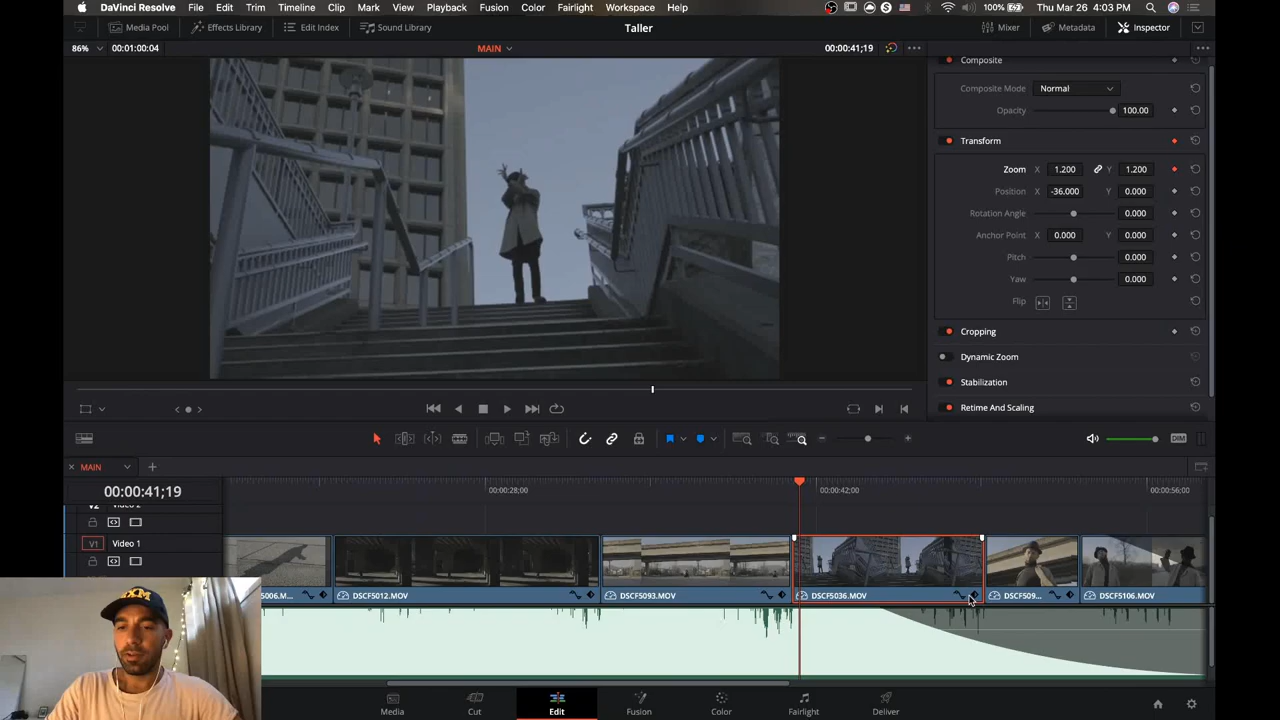 DaVinci Resolve File Edit Trim Timeline Clip Mark View Playback Fusion Color Fairlight Workspace Help 100% Thu Mar 26 4:03 PM
Media Pool Effects Library Edit Index Sound Library Taller Mixer Metadata Inspector
86% 00:01:00:04 MAIN 00:00:41;19
Composite
Composite Mode Normal
Opacity 100.00
Transform
Zoom X 1.200 Y 1.200
Position X -36.000 Y 0.000
Rotation Angle 0.000
Anchor Point X 0.000 Y 0.000
Pitch 0.000
Yaw 0.000
Flip
Cropping
Dynamic Zoom
Stabilization
Retime And Scaling
DIM
MAIN
00:00:41;19 00:00:28;00 00:00:42;00 00:00:56;00
V2 Video 2
V1 Video 1
5006.MOV DSCF5012.MOV DSCF5093.MOV DSCF5036.MOV DSCF509... DSCF5106.MOV
Media Cut Edit Fusion Color Fairlight Deliver